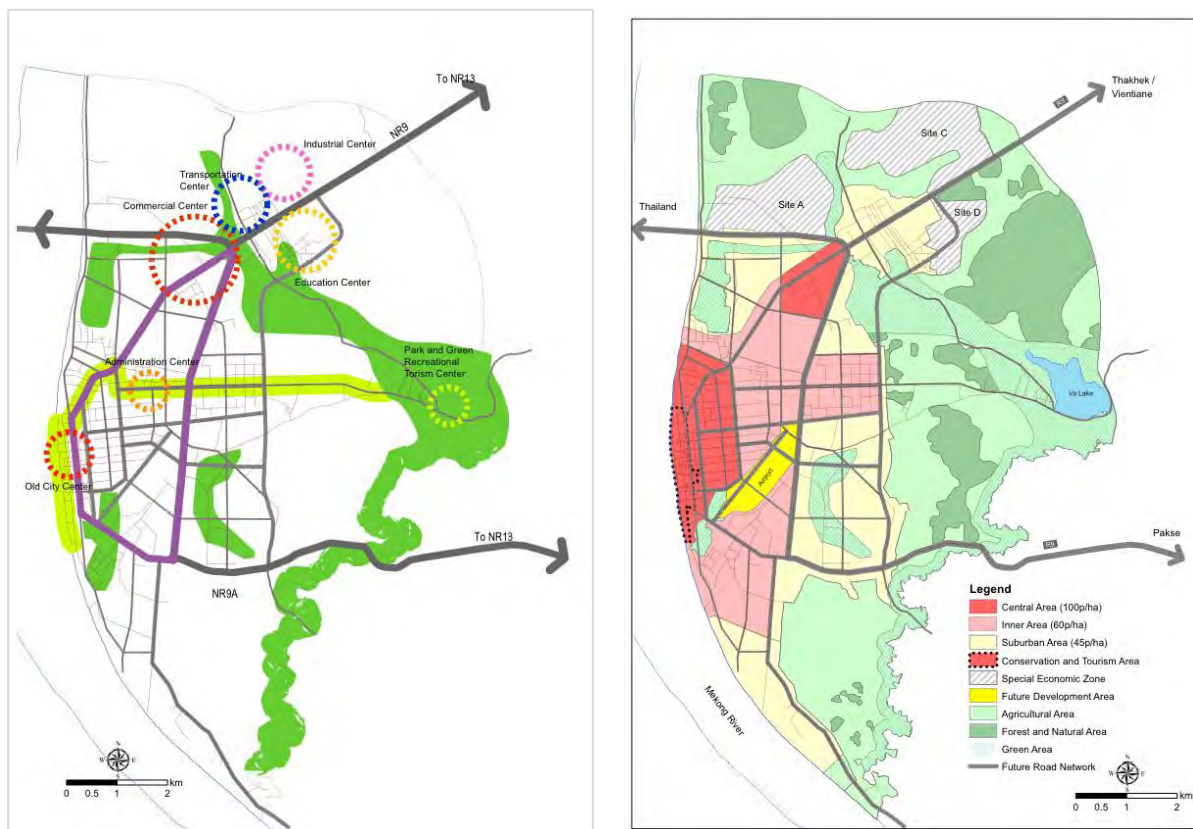 To NR13
NR9
Industrial Center
Transportation
Center
Commercial Center
Education Center
Administration Center
Park and Green
Recreational
Torism Center
Old City Center
To NR13
NR9A
N
W
E
S
km
0 0.5 1 2
Thakhek /
Vientiane
R9
Site C
Thailand
Site A
Site D
Va Lake
Airport
R9
Pakse
Mekong River
Legend
Central Area (100p/ha)
Inner Area (60p/ha)
Suburban Area (45p/ha)
Conservation and Tourism Area
Special Economic Zone
Future Development Area
Agricultural Area
Forest and Natural Area
Green Area
Future Road Network
N
W
E
S
km
0 0.5 1 2